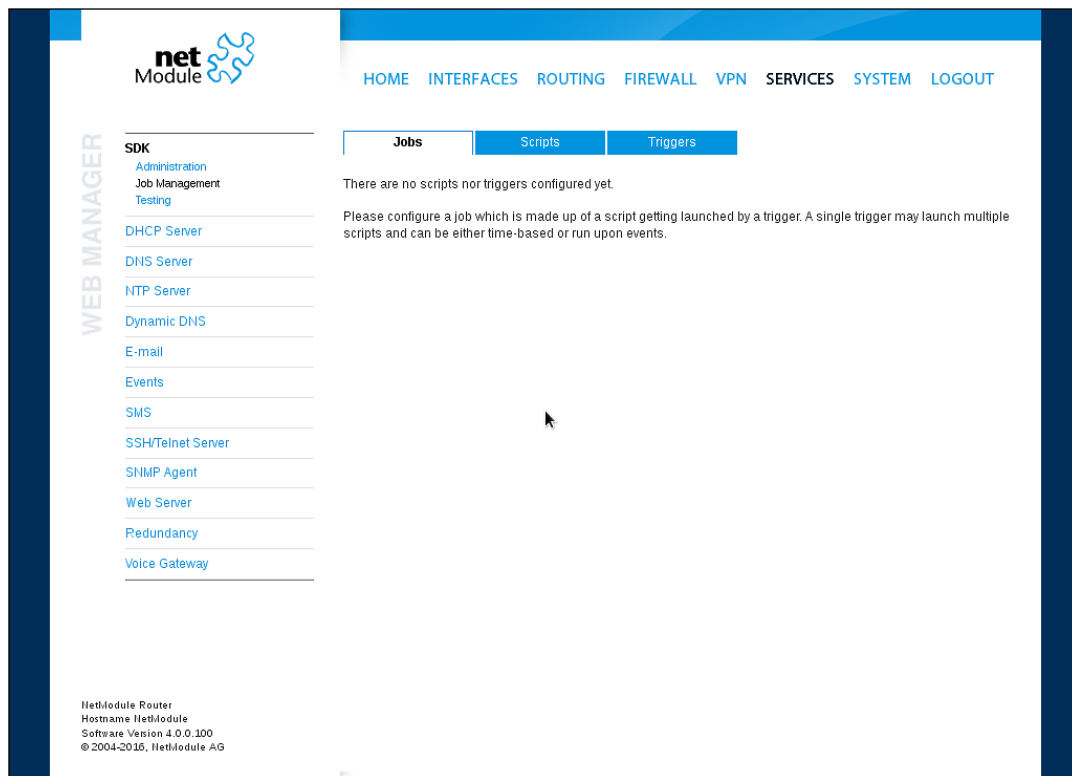 net
Module
HOME INTERFACES ROUTING FIREWALL VPN SERVICES SYSTEM LOGOUT
WEB MANAGER
SDK
Administration
Job Management
Testing
DHCP Server
DNS Server
NTP Server
Dynamic DNS
E-mail
Events
SMS
SSH/Telnet Server
SNMP Agent
Web Server
Redundancy
Voice Gateway
Jobs Scripts Triggers
There are no scripts nor triggers configured yet.
Please configure a job which is made up of a script getting launched by a trigger. A single trigger may launch multiple
scripts and can be either time-based or run upon events.
NetModule Router
Hostname NetModule
Software Version 4.0.0.100
© 2004-2016, NetModule AG